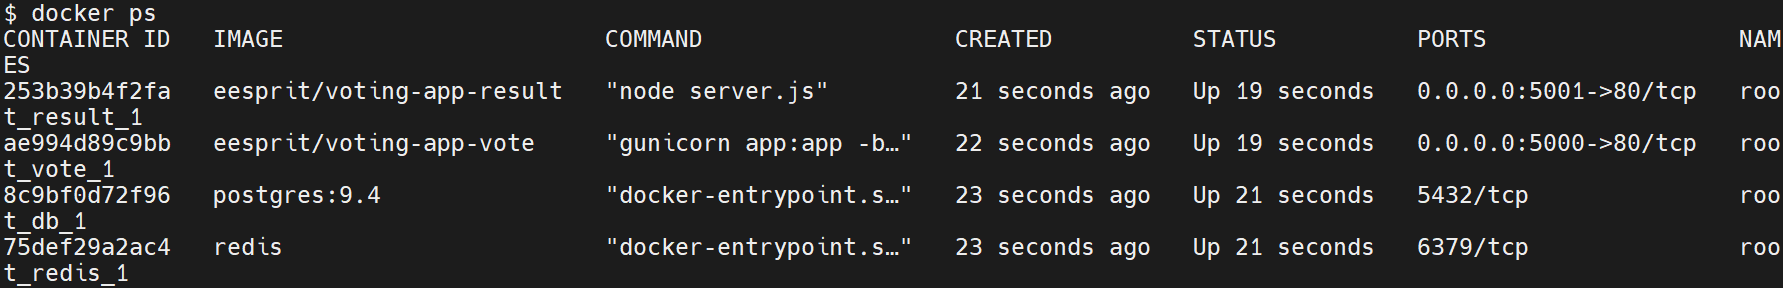 $ docker ps
CONTAINER ID   IMAGE                       COMMAND                  CREATED          STATUS          PORTS                  NAM
ES
253b39b4f2fa   eesprit/voting-app-result   "node server.js"         21 seconds ago   Up 19 seconds   0.0.0.0:5001->80/tcp   roo
t_result_1
ae994d89c9bb   eesprit/voting-app-vote     "gunicorn app:app -b…"   22 seconds ago   Up 19 seconds   0.0.0.0:5000->80/tcp   roo
t_vote_1
8c9bf0d72f96   postgres:9.4                "docker-entrypoint.s…"   23 seconds ago   Up 21 seconds   5432/tcp               roo
t_db_1
75def29a2ac4   redis                       "docker-entrypoint.s…"   23 seconds ago   Up 21 seconds   6379/tcp               roo
t_redis_1